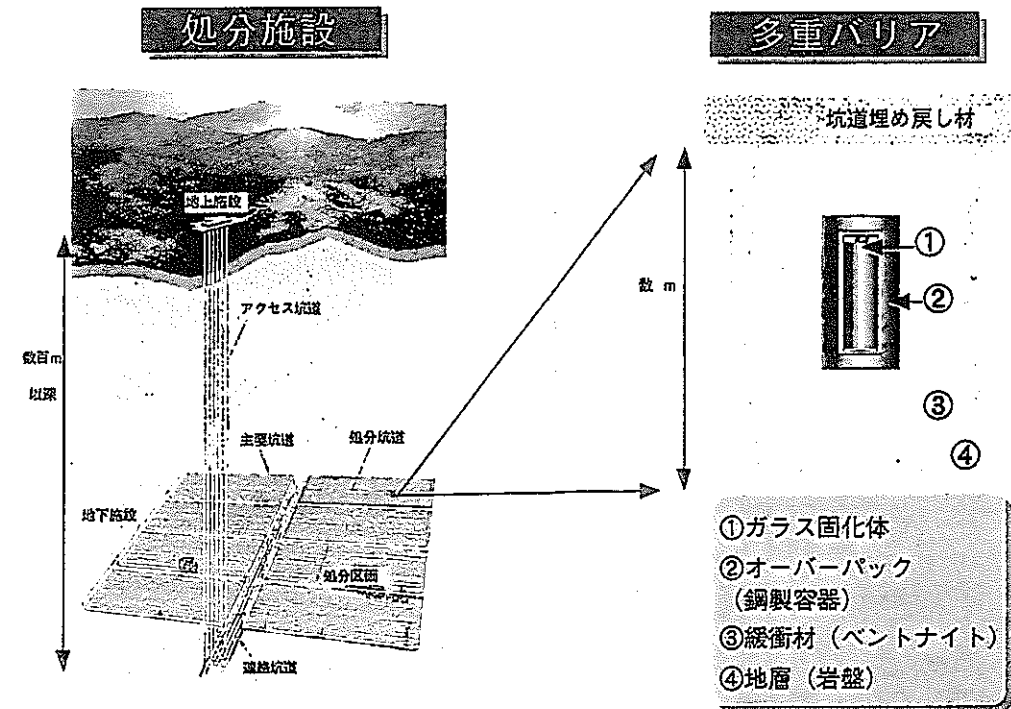 処分施設
多重バリア
坑道埋め戻し材
地上施設
アクセス坑道
数百m
以深
主要坑道
処分坑道
地下施設
処分区画
連絡坑道
数 m
①
②
③
④
①ガラス固化体
②オーバーパック
(鋼製容器)
③緩衝材（ベントナイト）
④地層（岩盤）